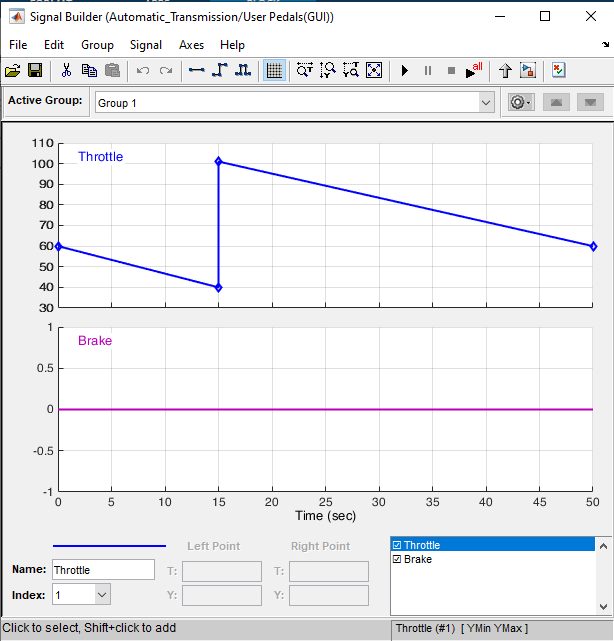 Signal Builder (Automatic_Transmission/User Pedals(GUI))
File Edit Group Signal Axes Help
all
Active Group: Group 1
110
Throttle
100
90
80
70
60
50
40
30
1
Brake
0.5
0
-0.5
-1
0 5 10 15 20 25 30 35 40 45 50
Time (sec)
Left Point Right Point
Throttle
Brake
Name: Throttle T: T:
Index: 1 Y: Y:
Click to select, Shift+click to add Throttle (#1) [ YMin YMax ]